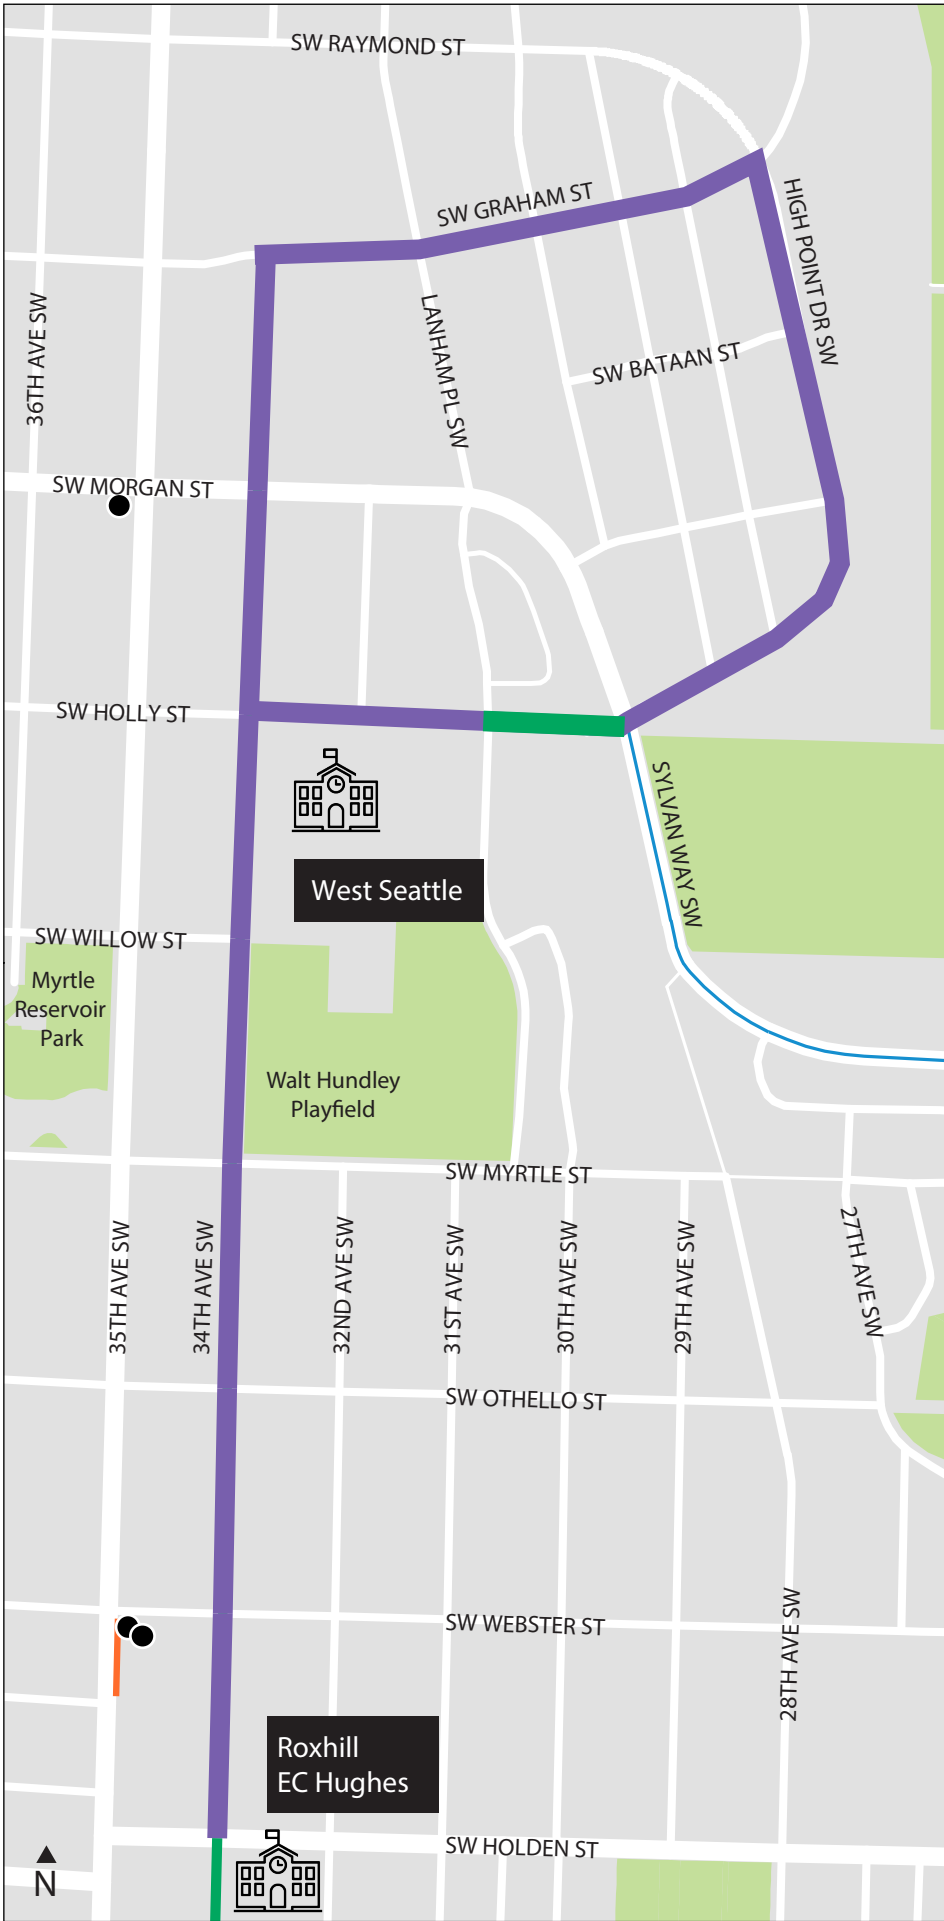 SW RAYMOND ST
SW GRAHAM ST
HIGH POINT DR SW
36TH AVE SW
LANHAM PL SW
SW BATAAN ST
SW MORGAN ST
SW HOLLY ST
SYLVAN WAY SW
West Seattle
SW WILLOW ST
Myrtle
Reservoir
Park
Walt Hundley
Playfield
SW MYRTLE ST
35TH AVE SW
34TH AVE SW
32ND AVE SW
31ST AVE SW
30TH AVE SW
29TH AVE SW
27TH AVE SW
SW OTHELLO ST
SW WEBSTER ST
28TH AVE SW
Roxhill
EC Hughes
SW HOLDEN ST
N